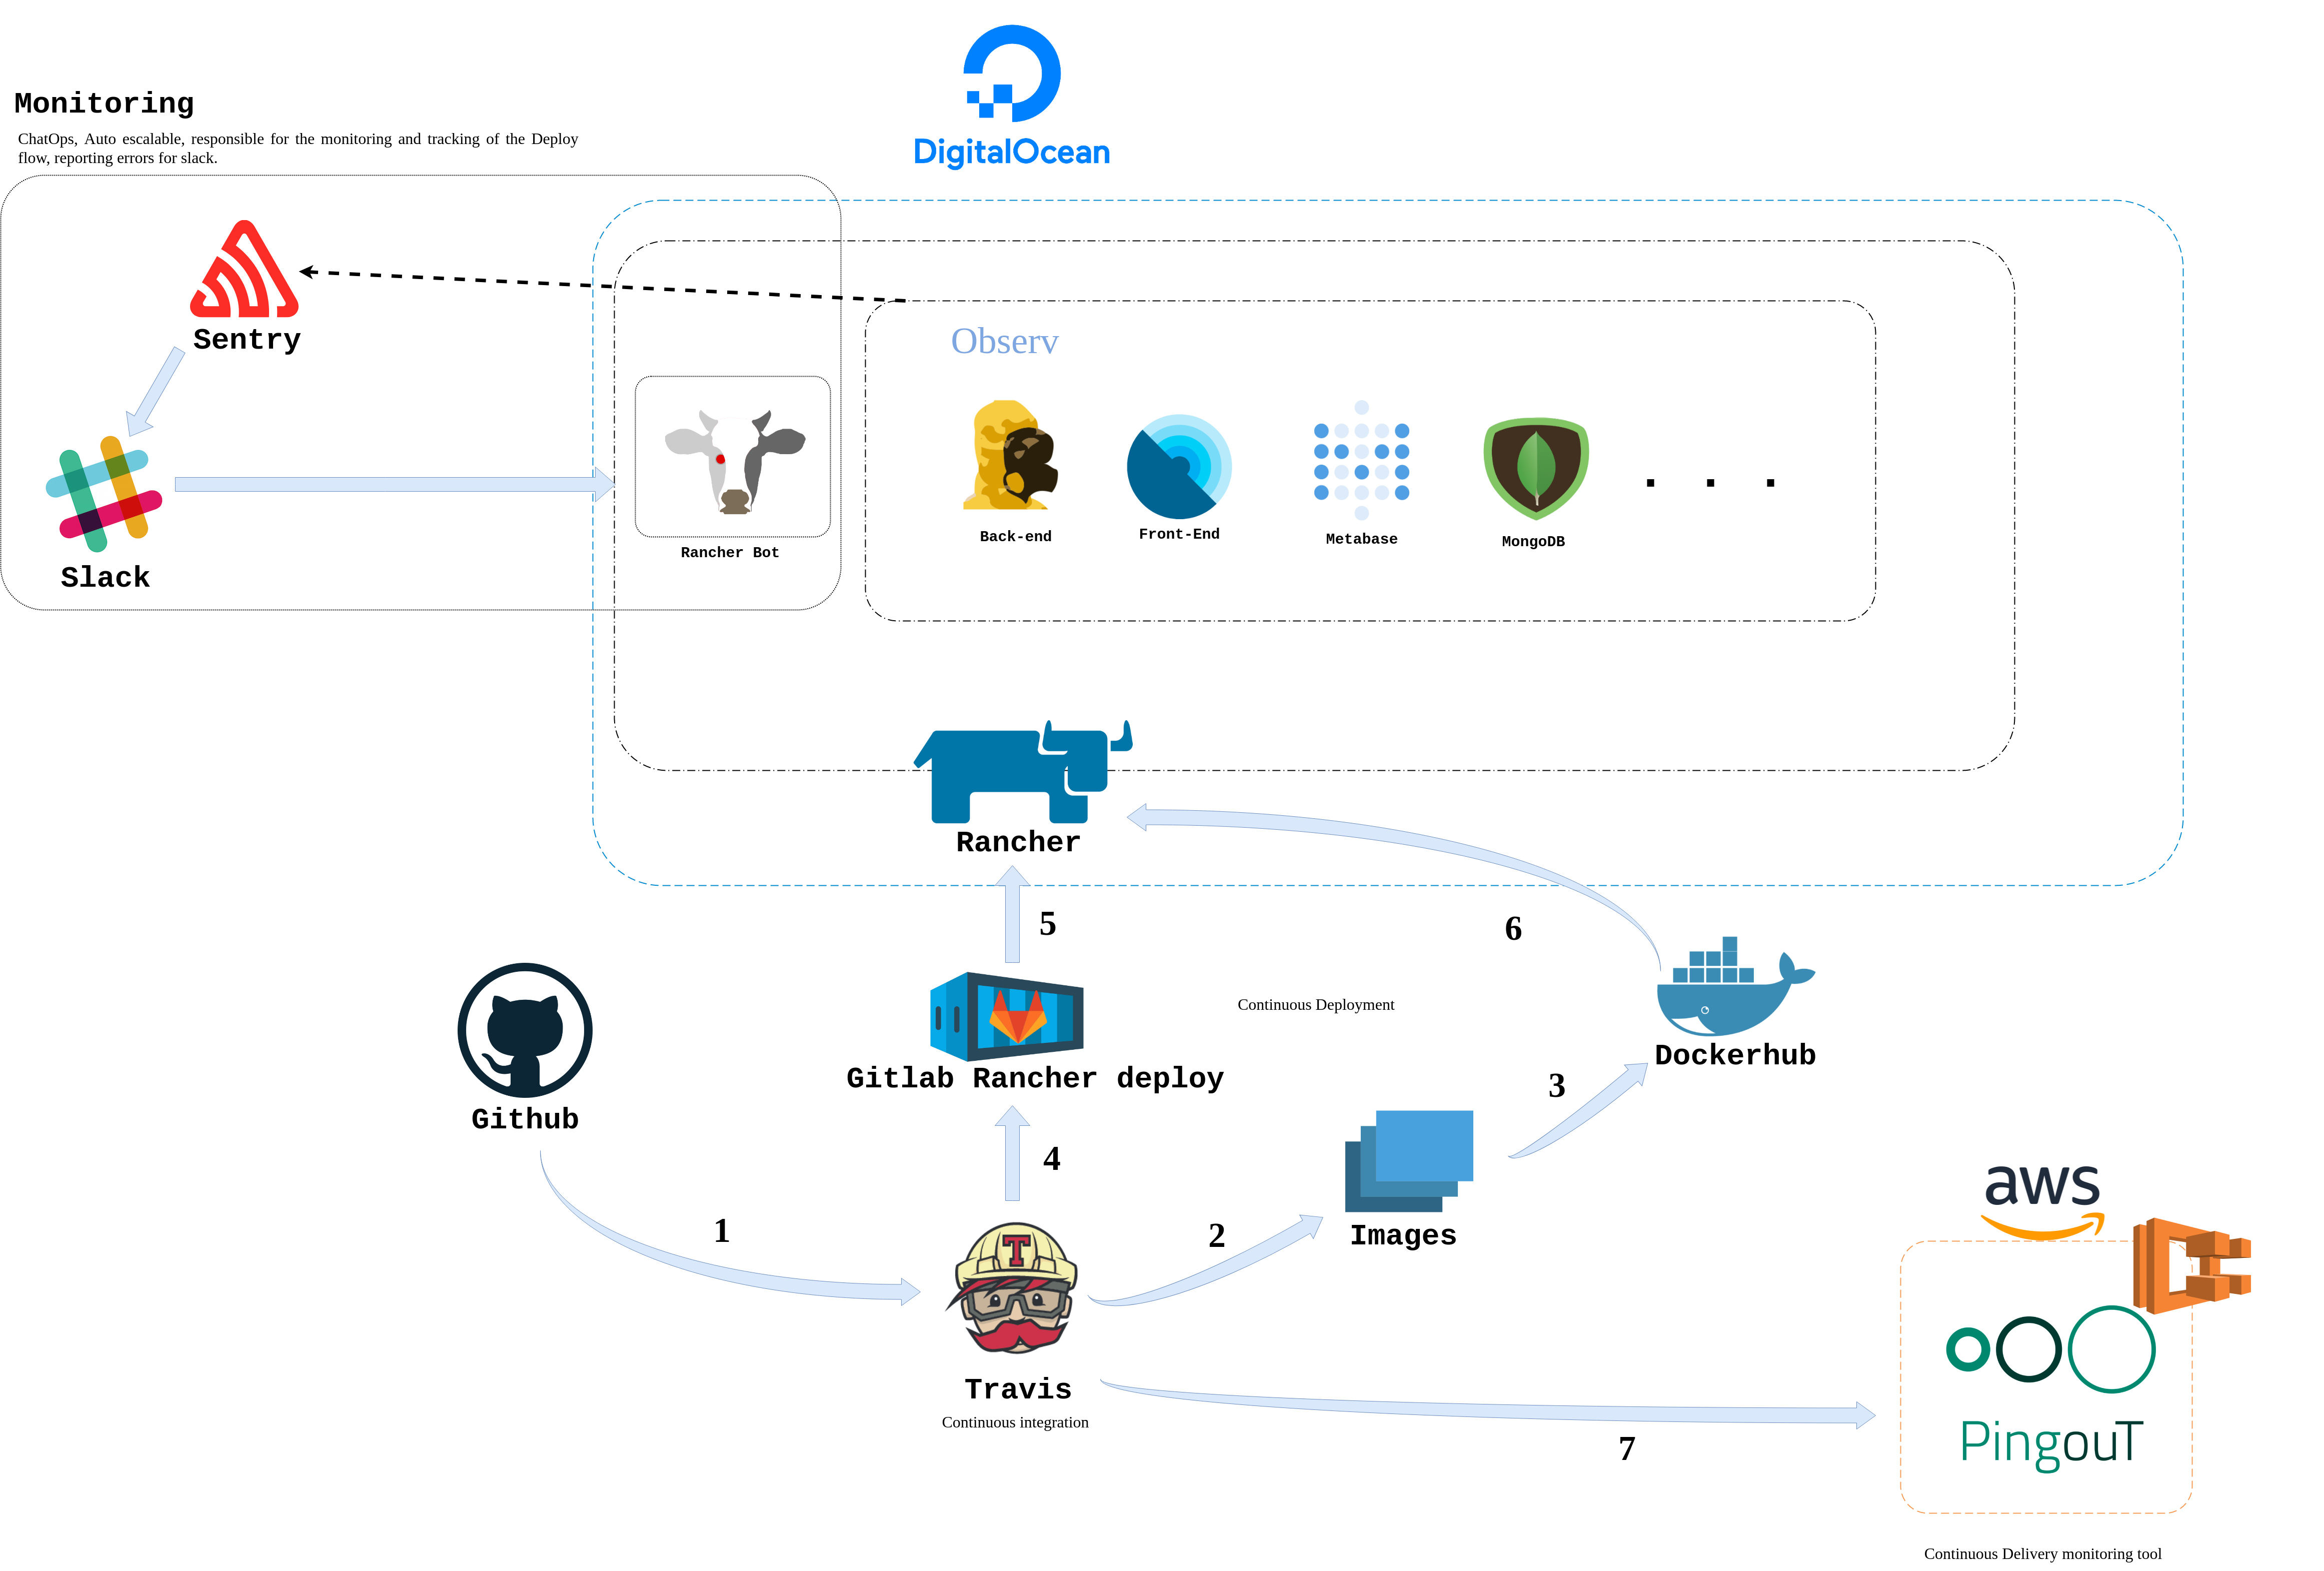 DigitalOcean
Monitoring
ChatOps, Auto escalable, responsible for the monitoring and tracking of the Deploy
flow, reporting errors for slack.
Sentry
Observ
Back-end
Front-End
Metabase
MongoDB
. . .
Rancher Bot
Slack
Rancher
5
6
Continuous Deployment
Gitlab Rancher deploy
Dockerhub
Github
3
4
1
2
Images
T
aws
Travis
Continuous integration
7
PingouT
Continuous Delivery monitoring tool